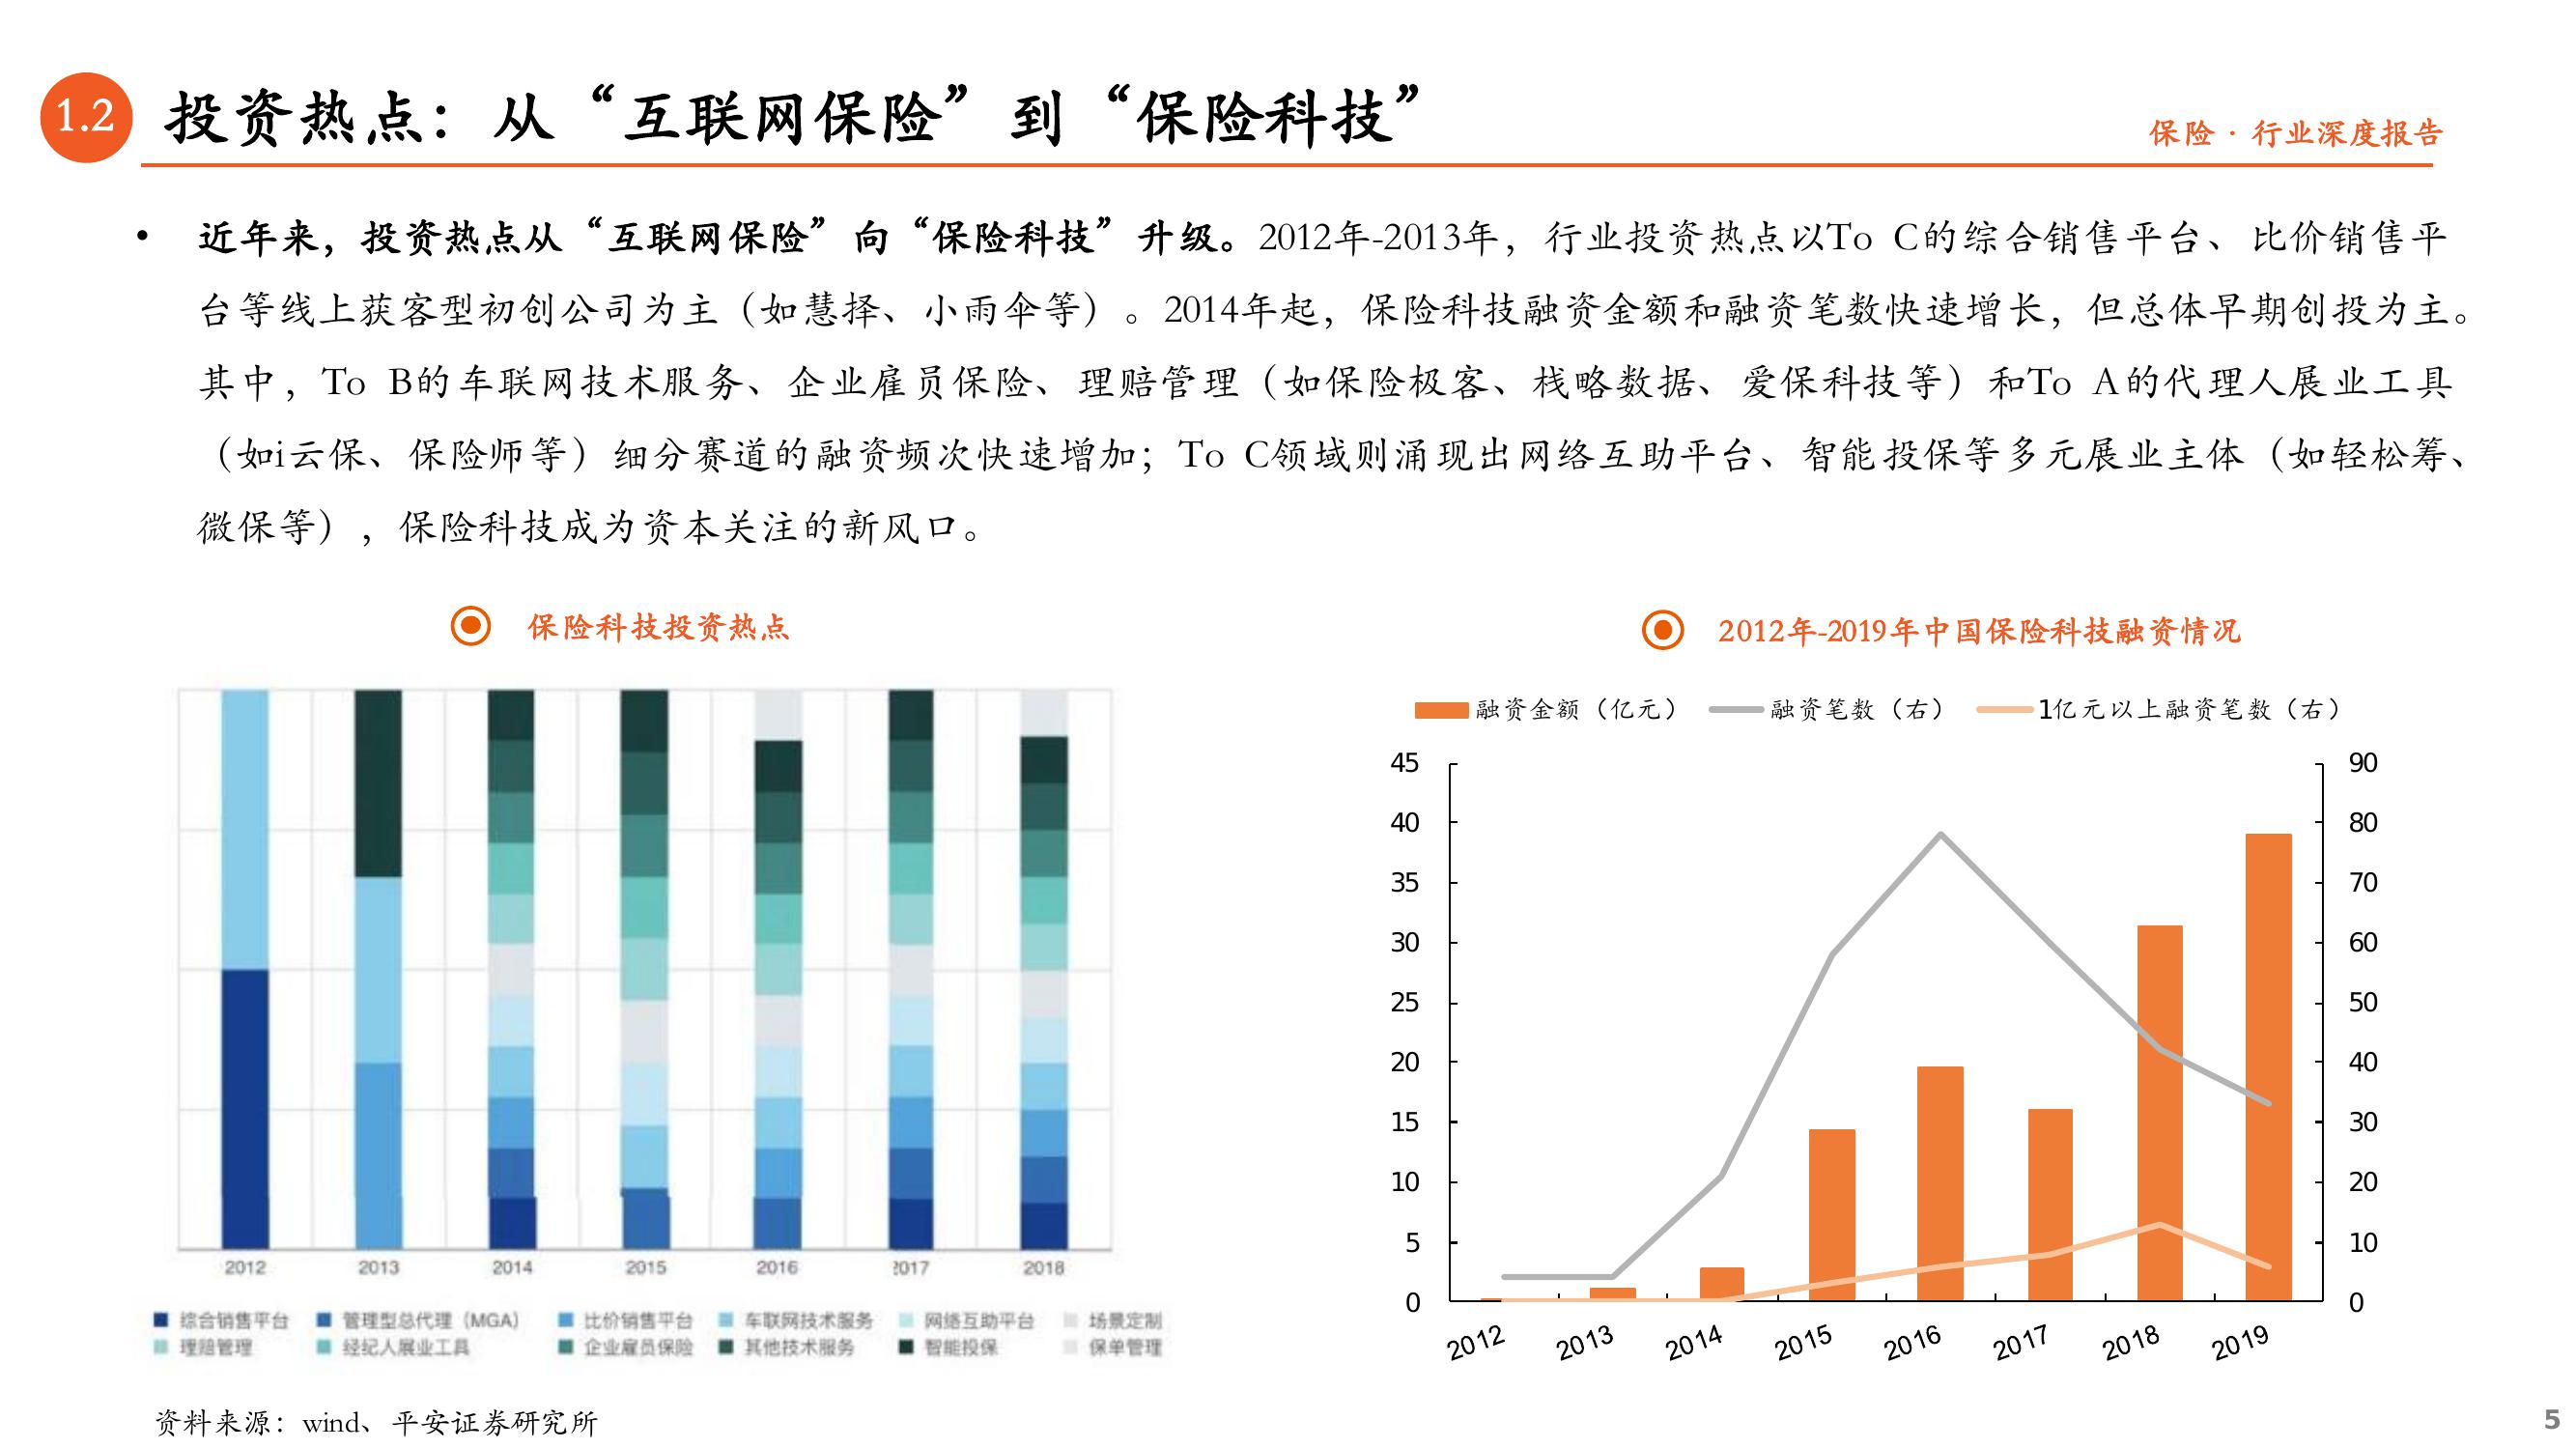 1.2 投资热点：从“互联网保险”到“保险科技”
保险 · 行业深度报告
• 近年来，投资热点从“互联网保险”向“保险科技”升级。2012年-2013年，行业投资热点以To C的综合销售平台、比价销售平
台等线上获客型初创公司为主（如慧择、小雨伞等）。2014年起，保险科技融资金额和融资笔数快速增长，但总体早期创投为主。
其中，To B的车联网技术服务、企业雇员保险、理赔管理（如保险极客、栈略数据、爱保科技等）和To A的代理人展业工具
（如i云保、保险师等）细分赛道的融资频次快速增加；To C领域则涌现出网络互助平台、智能投保等多元展业主体（如轻松筹、
微保等），保险科技成为资本关注的新风口。
保险科技投资热点
2012 2013 2014 2015 2016 2017 2018
综合销售平台 管理型总代理（MGA） 比价销售平台 车联网技术服务 网络互助平台 场景定制
理赔管理 经纪人展业工具 企业雇员保险 其他技术服务 智能投保 保单管理
2012年-2019年中国保险科技融资情况
融资金额（亿元） 融资笔数（右） 1亿元以上融资笔数（右）
45 90
40 80
35 70
30 60
25 50
20 40
15 30
10 20
5 10
0 0
2012 2013 2014 2015 2016 2017 2018 2019
资料来源：wind、平安证券研究所
5